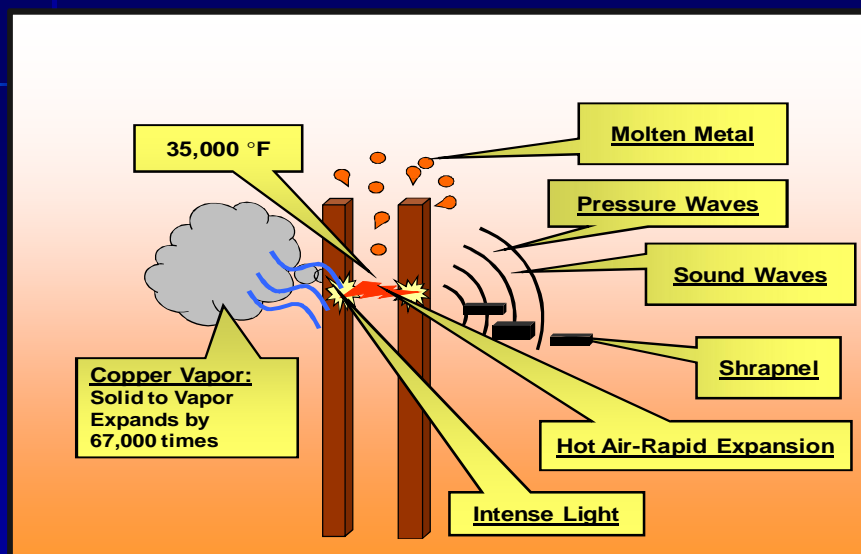 35,000 °F
Molten Metal
Pressure Waves
Sound Waves
Shrapnel
Copper Vapor:
Solid to Vapor
Expands by
67,000 times
Hot Air-Rapid Expansion
Intense Light